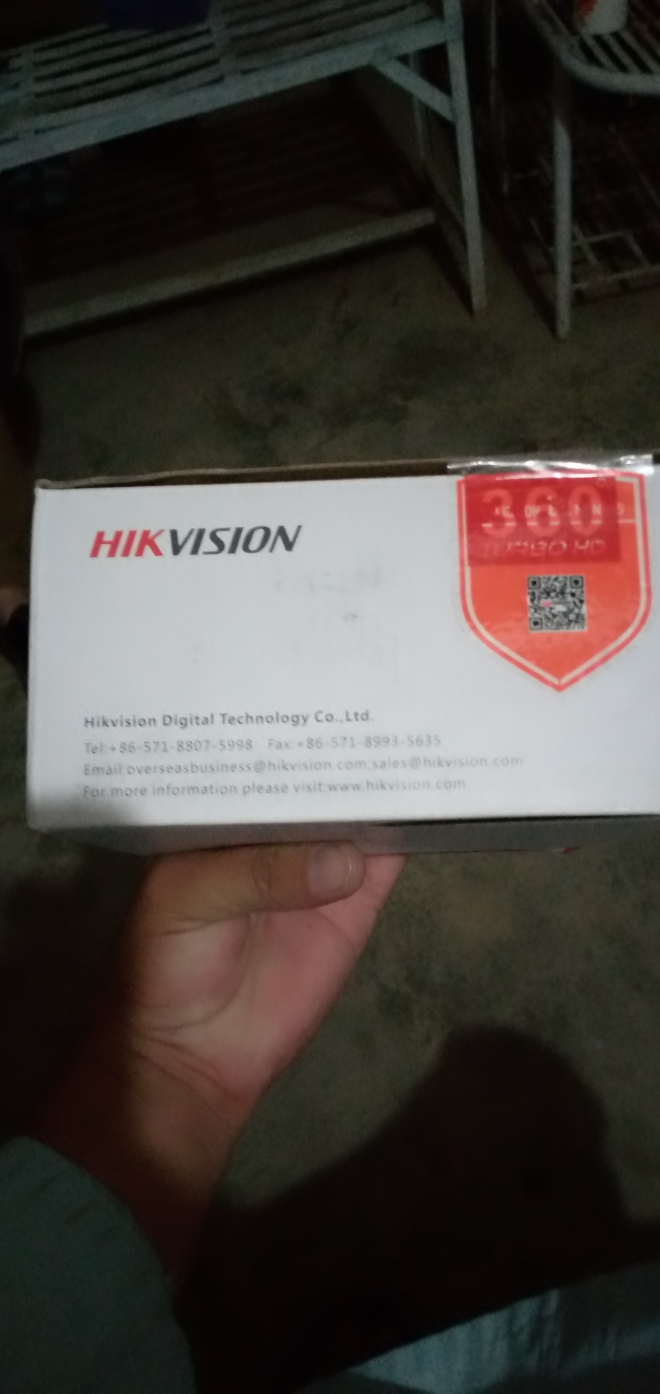 HIKVISION
360
TURBO HD
Hikvision Digital Technology Co.,Ltd.
Tel:+86-571-8807-5998 Fax:+86-571-8993-5635
Email:overseasbusiness@hikvision.com,sales@hikvision.com
For more information please visit:www.hikvision.com